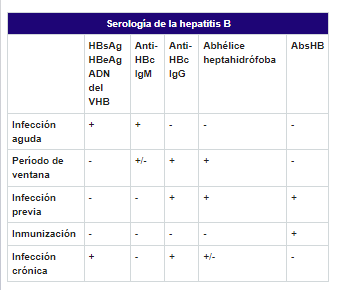 Serología de la hepatitis B
HBsAg HBeAg ADN del VHB | Anti-HBc IgM | Anti-HBc IgG | Abhélice heptahidrófoba | AbsHB
Infección aguda | + | + | - | - | -
Período de ventana | - | +/- | + | + | -
Infección previa | - | - | + | + | +
Inmunización | - | - | - | - | +
Infección crónica | + | - | + | +/- | -